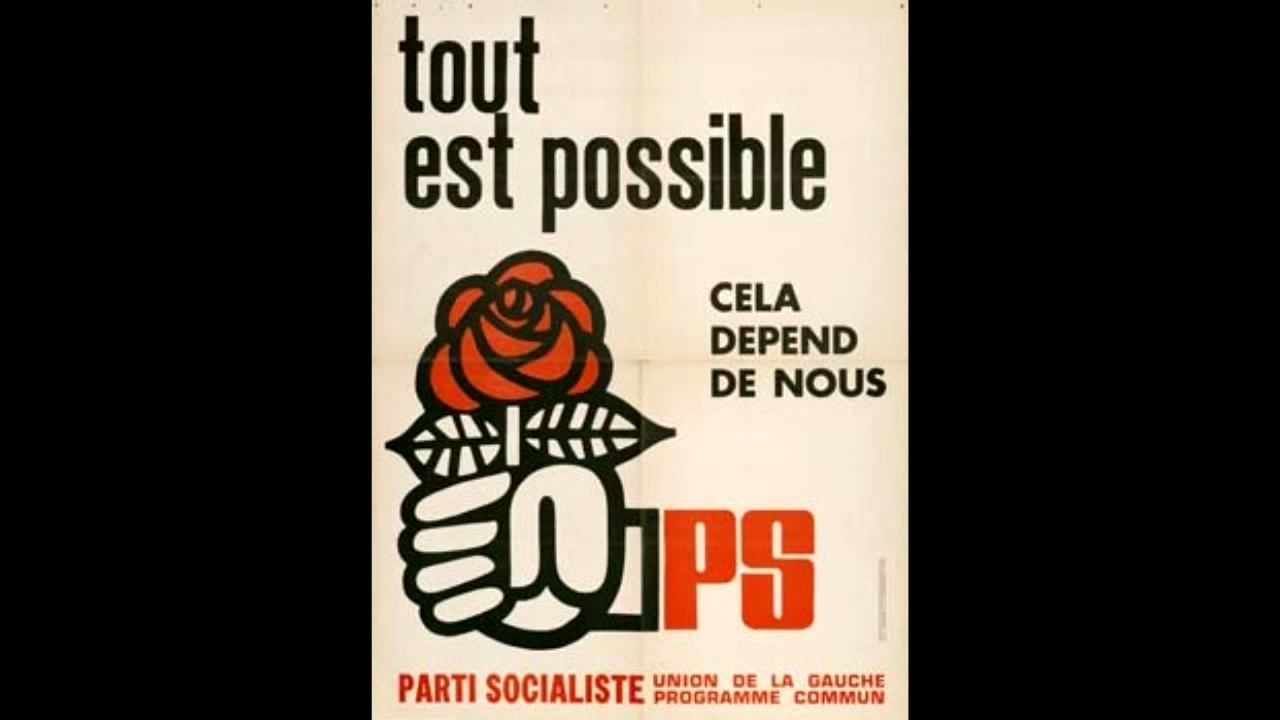 tout
est possible
CELA
DEPEND
DE NOUS
PS
PARTI SOCIALISTE
UNION DE LA GAUCHE
PROGRAMME COMMUN